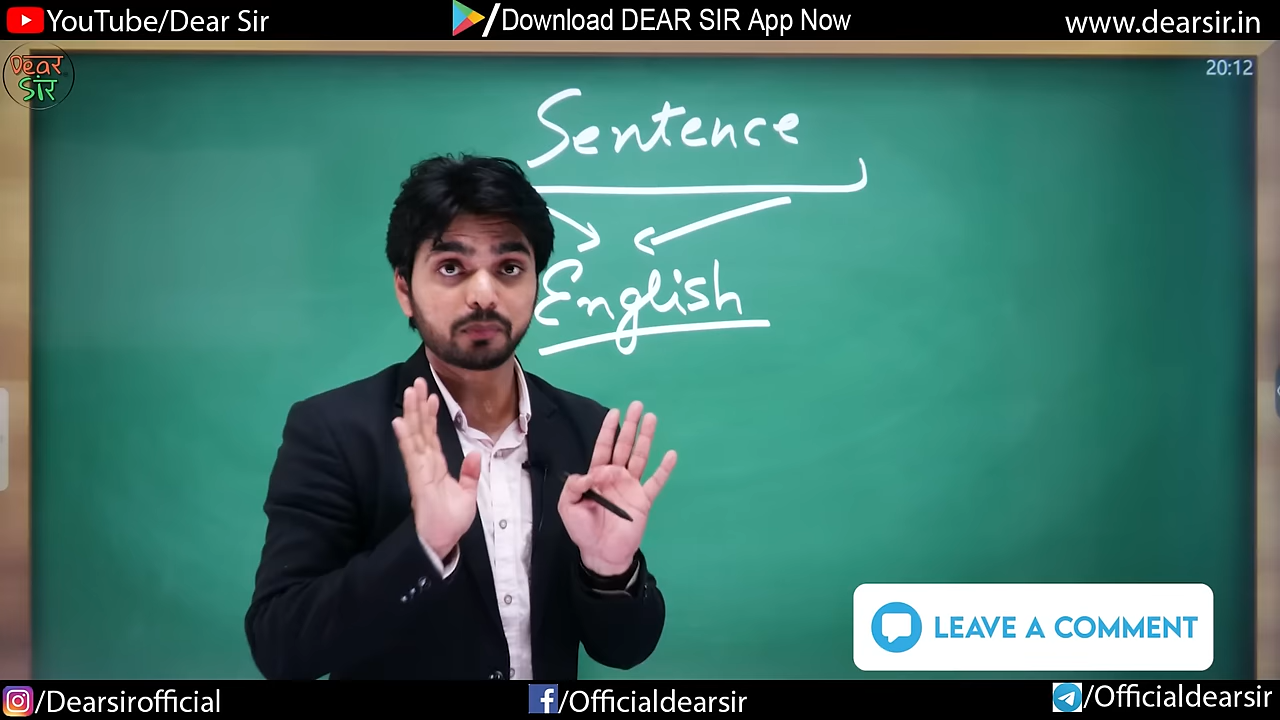 YouTube/Dear Sir
/Download DEAR SIR App Now
www.dearsir.in
Dear
सर
20:12
Sentence
English
LEAVE A COMMENT
/Dearsirofficial
/Officialdearsir
/Officialdearsir